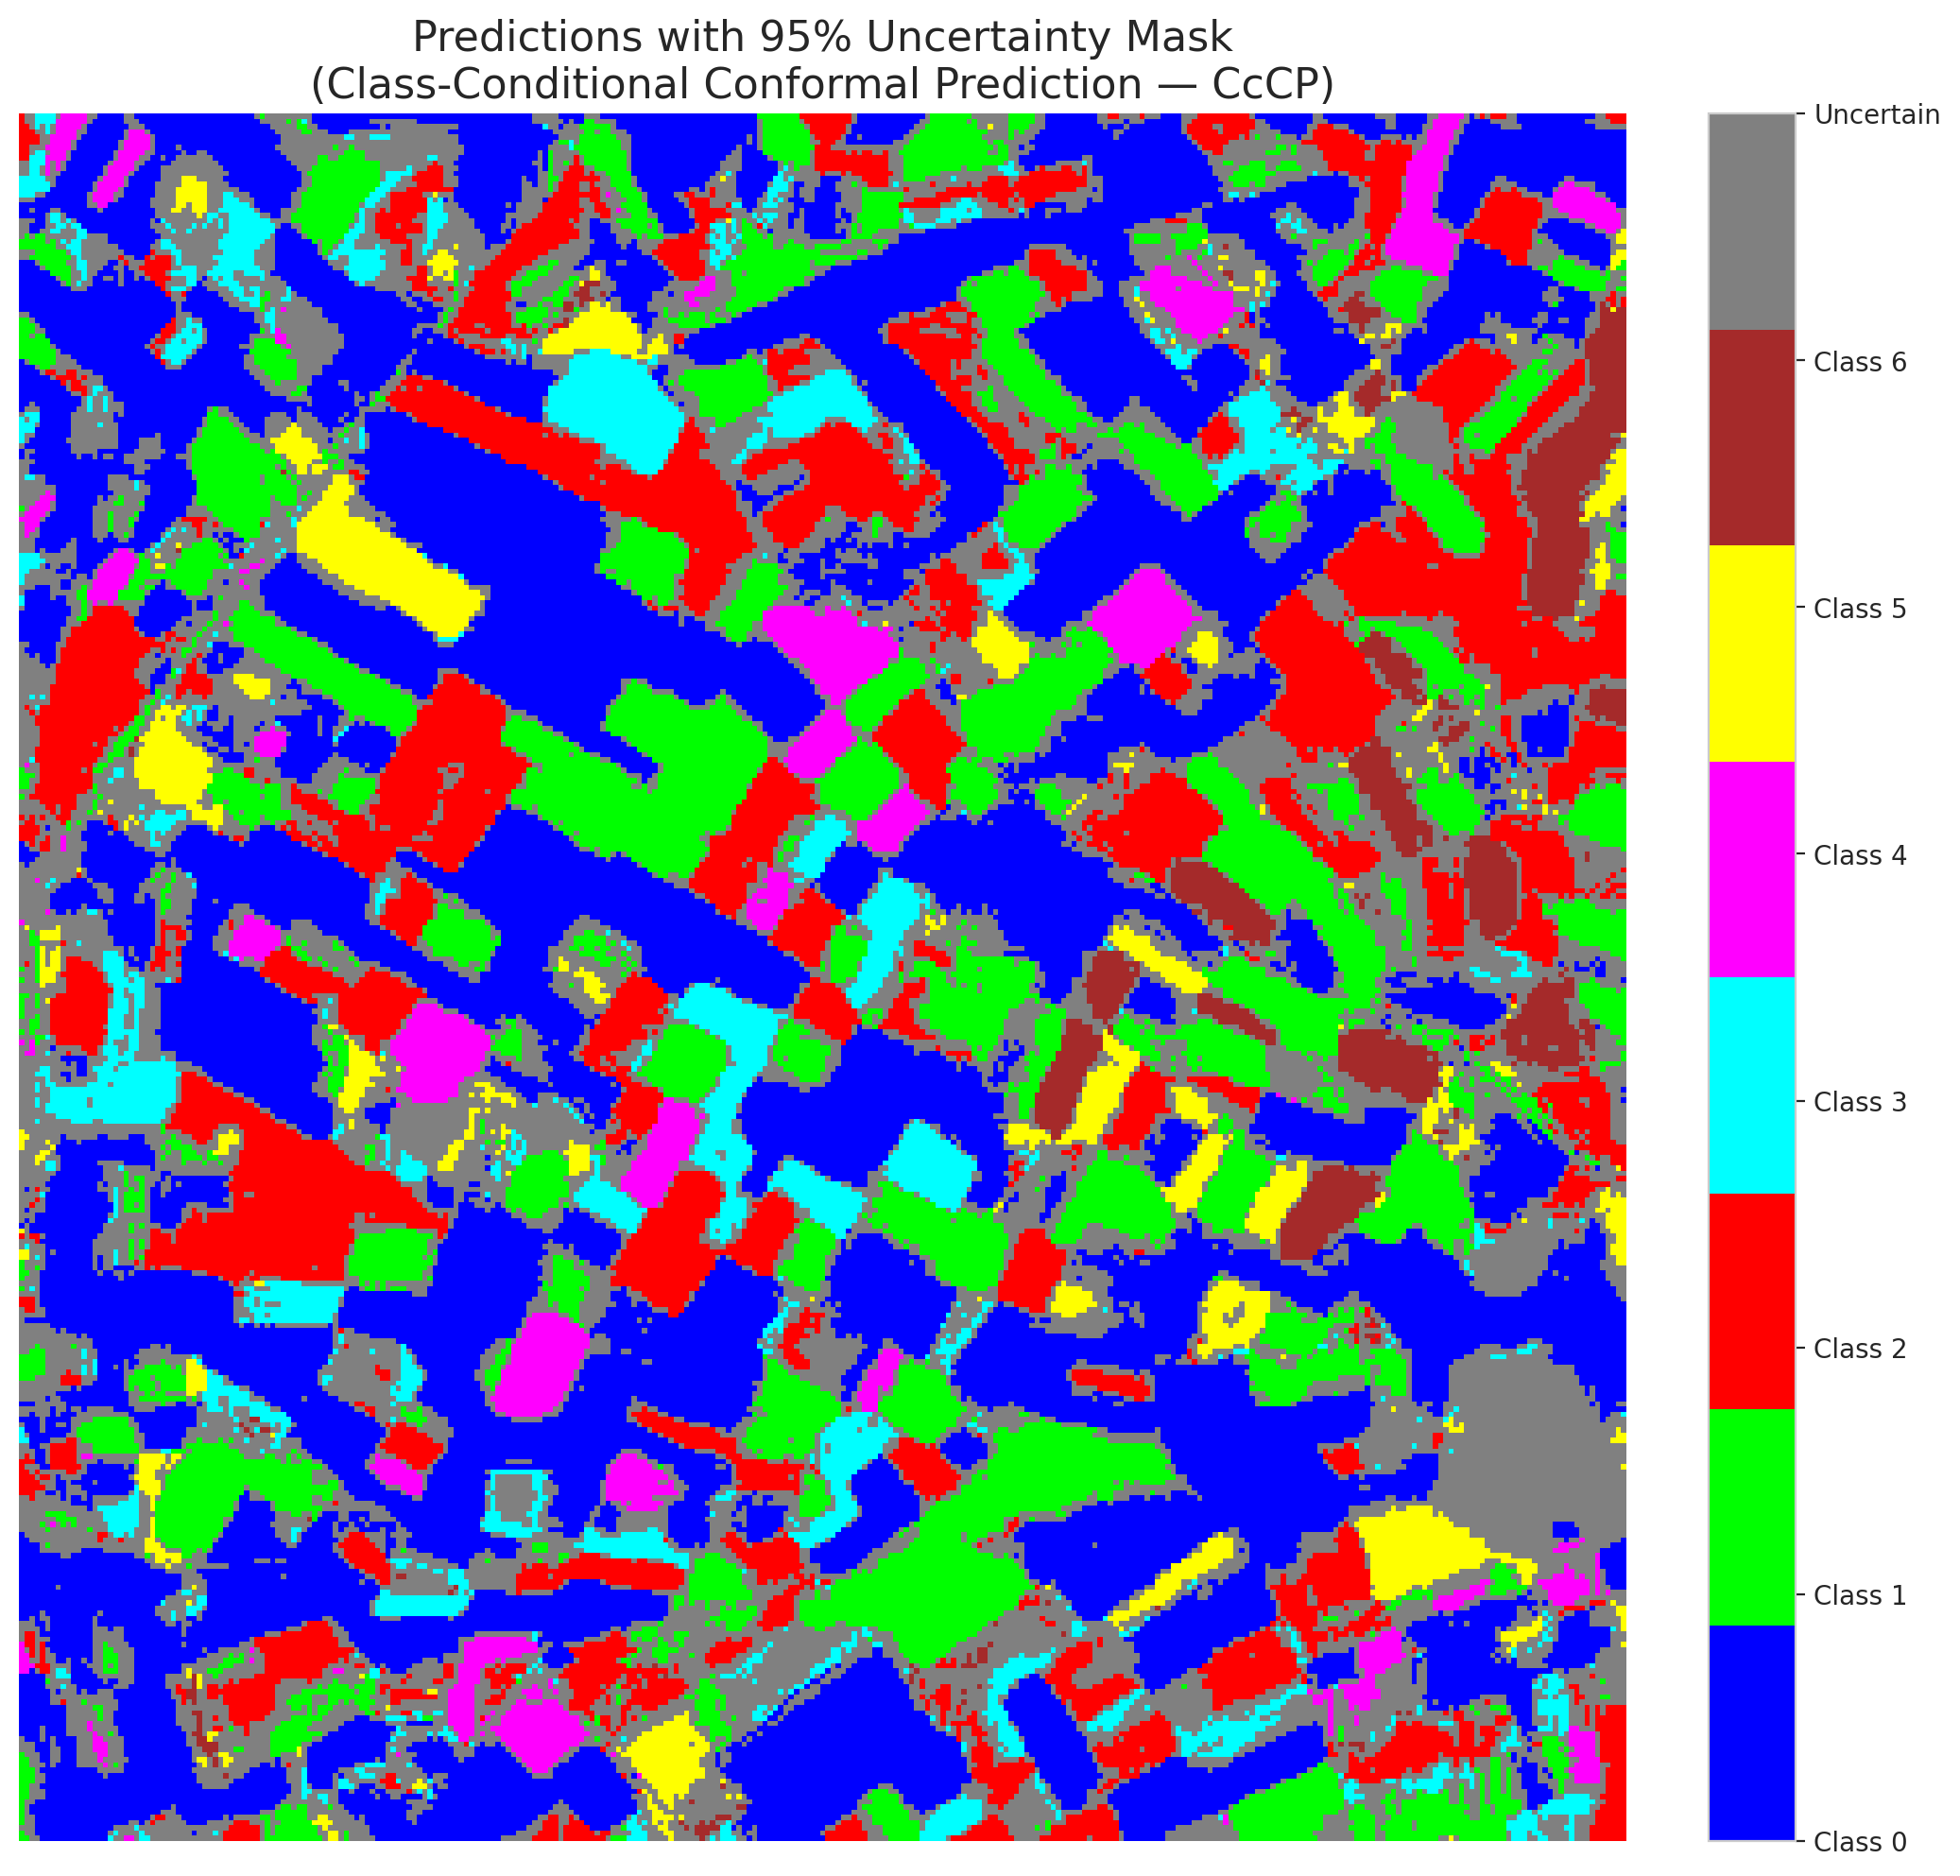 Predictions with 95% Uncertainty Mask
(Class-Conditional Conformal Prediction — CcCP)
Uncertain
Class 6
Class 5
Class 4
Class 3
Class 2
Class 1
Class 0